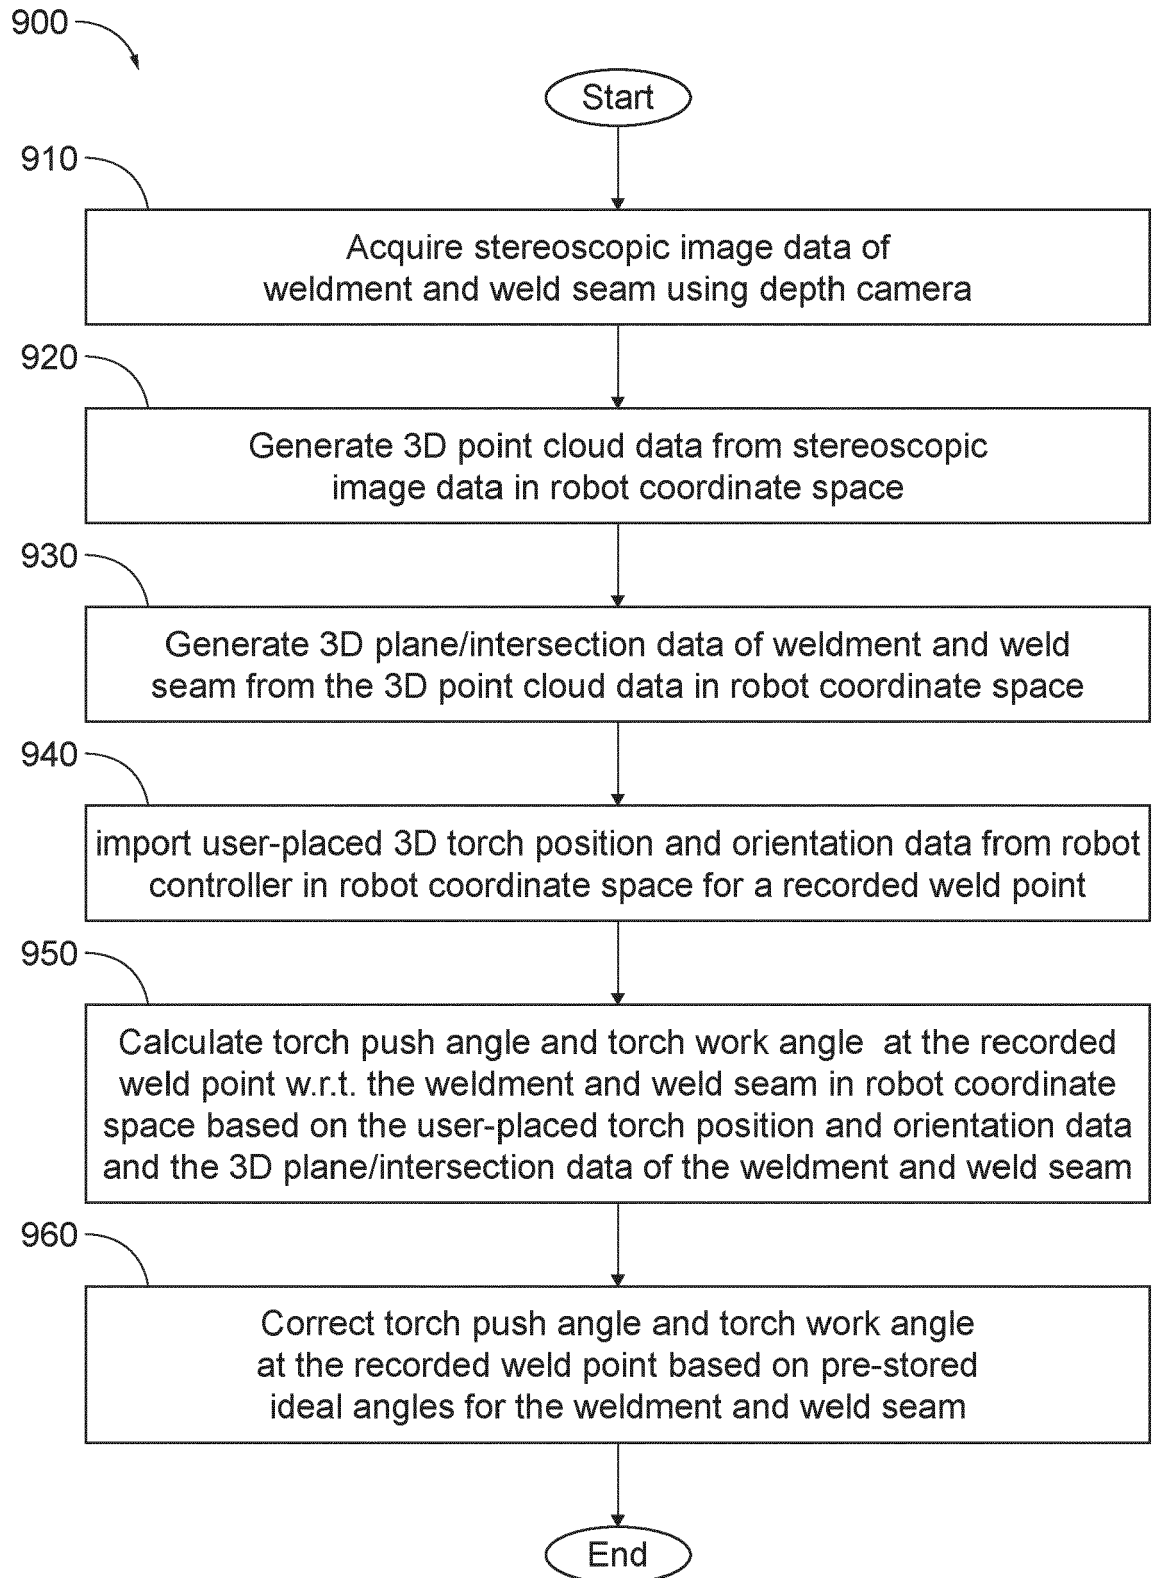 900
Start
910
Acquire stereoscopic image data of
weldment and weld seam using depth camera
920
Generate 3D point cloud data from stereoscopic
image data in robot coordinate space
930
Generate 3D plane/intersection data of weldment and weld
seam from the 3D point cloud data in robot coordinate space
940
import user-placed 3D torch position and orientation data from robot
controller in robot coordinate space for a recorded weld point
950
Calculate torch push angle and torch work angle at the recorded
weld point w.r.t. the weldment and weld seam in robot coordinate
space based on the user-placed torch position and orientation data
and the 3D plane/intersection data of the weldment and weld seam
960
Correct torch push angle and torch work angle
at the recorded weld point based on pre-stored
ideal angles for the weldment and weld seam
End